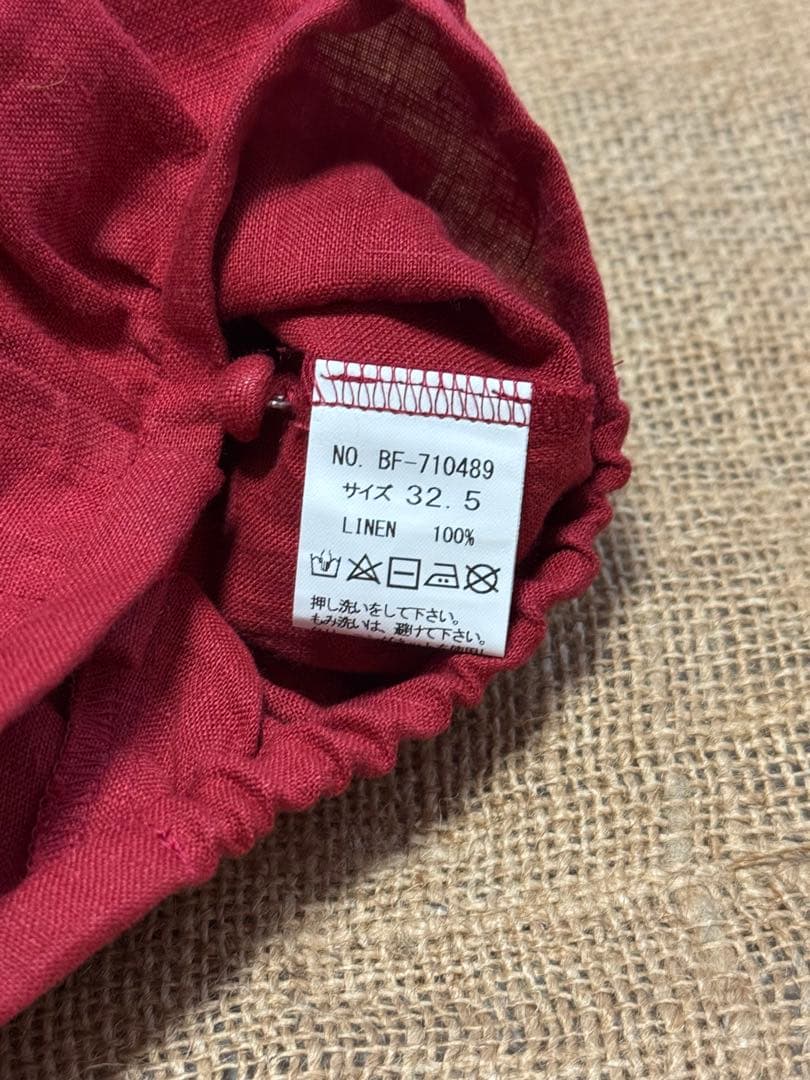 NO. BF-710489
サイズ 32.5
LINEN 100%
押し洗いをして下さい。
もみ洗いは、避けて下さい。